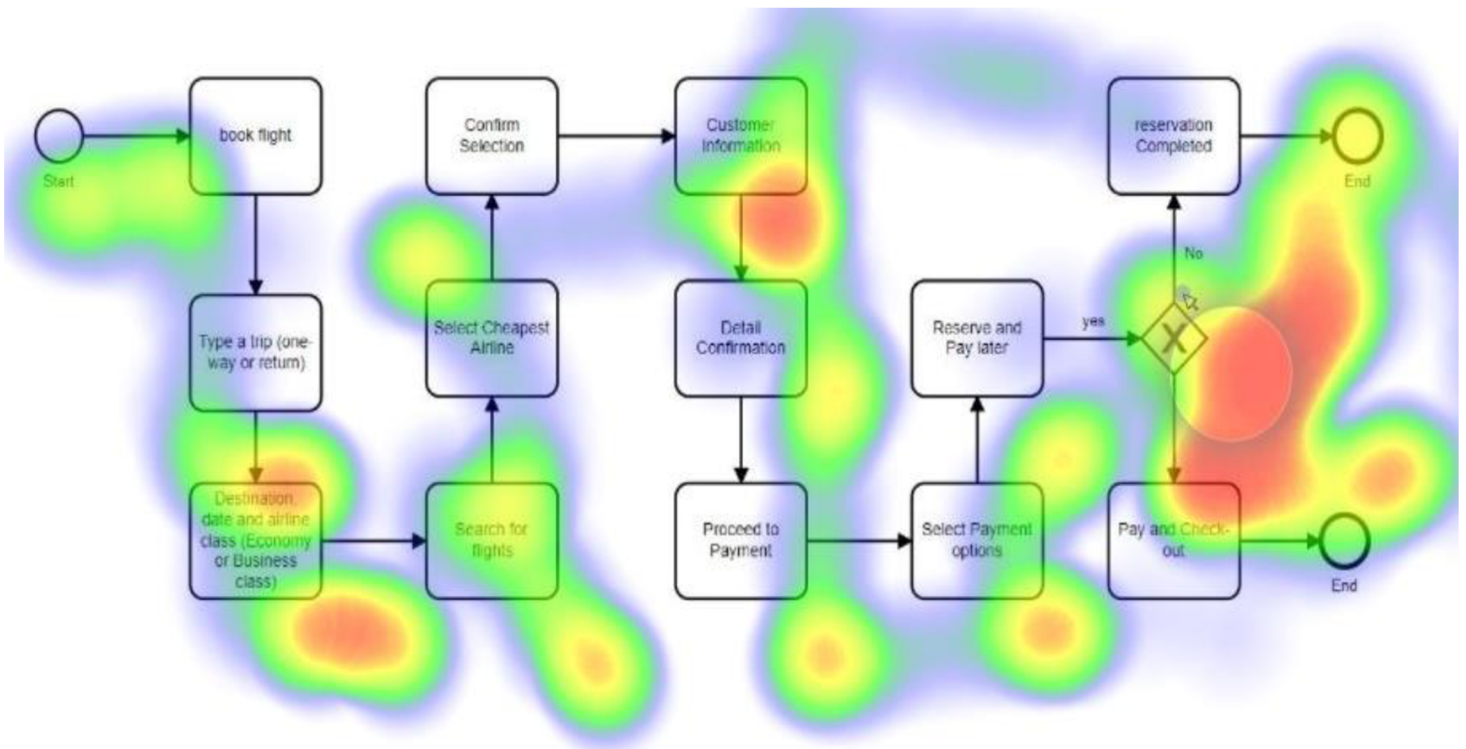 Start
book flight
Type a trip (one-
way or return)
Destination,
date and airline
class (Economy
or Business
class)
Search for
flights
Select Cheapest
Airline
Confirm
Selection
Customer
Information
Detail
Confirmation
Proceed to
Payment
Select Payment
options
Reserve and
Pay later
yes
X
No
reservation
Completed
End
Pay and Check-
out
End